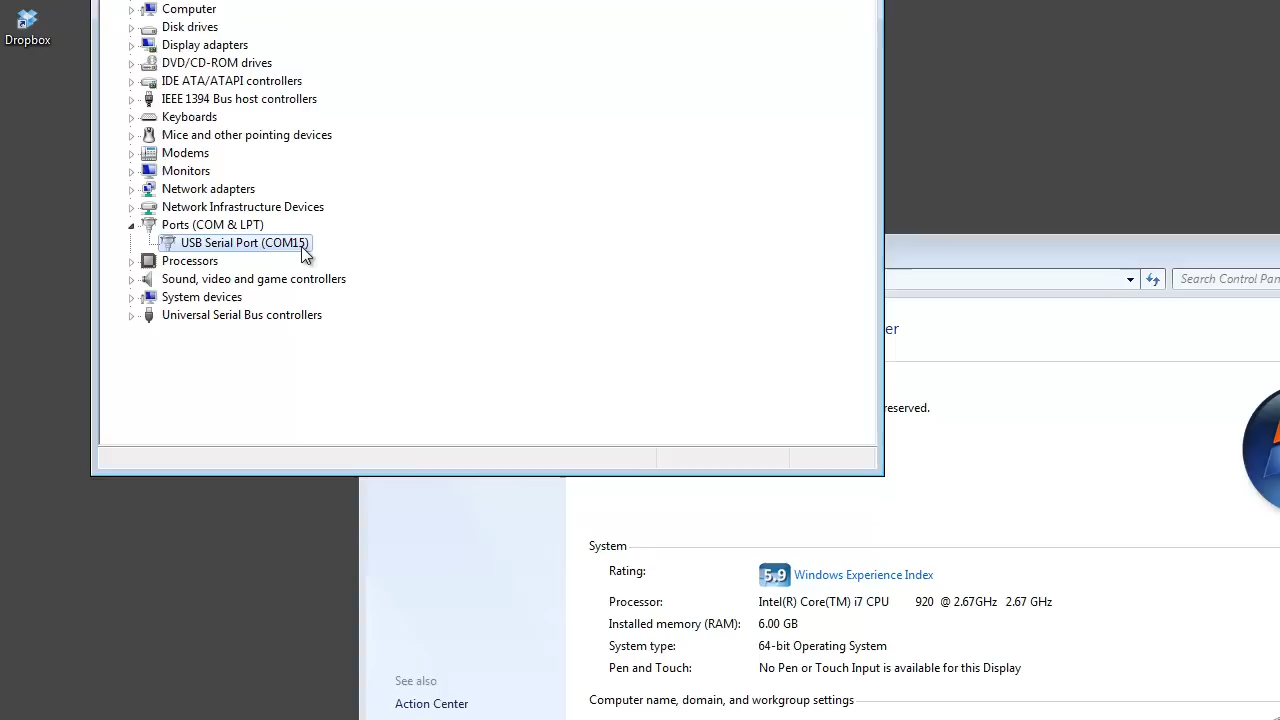 Dropbox
Computer
Disk drives
Display adapters
DVD/CD-ROM drives
IDE ATA/ATAPI controllers
IEEE 1394 Bus host controllers
Keyboards
Mice and other pointing devices
Modems
Monitors
Network adapters
Network Infrastructure Devices
Ports (COM & LPT)
USB Serial Port (COM15)
Processors
Sound, video and game controllers
System devices
Universal Serial Bus controllers
Search Control Pan
er
reserved.
System
Rating: 5.9 Windows Experience Index
Processor: Intel(R) Core(TM) i7 CPU 920 @ 2.67GHz 2.67 GHz
Installed memory (RAM): 6.00 GB
System type: 64-bit Operating System
Pen and Touch: No Pen or Touch Input is available for this Display
See also
Action Center
Computer name, domain, and workgroup settings